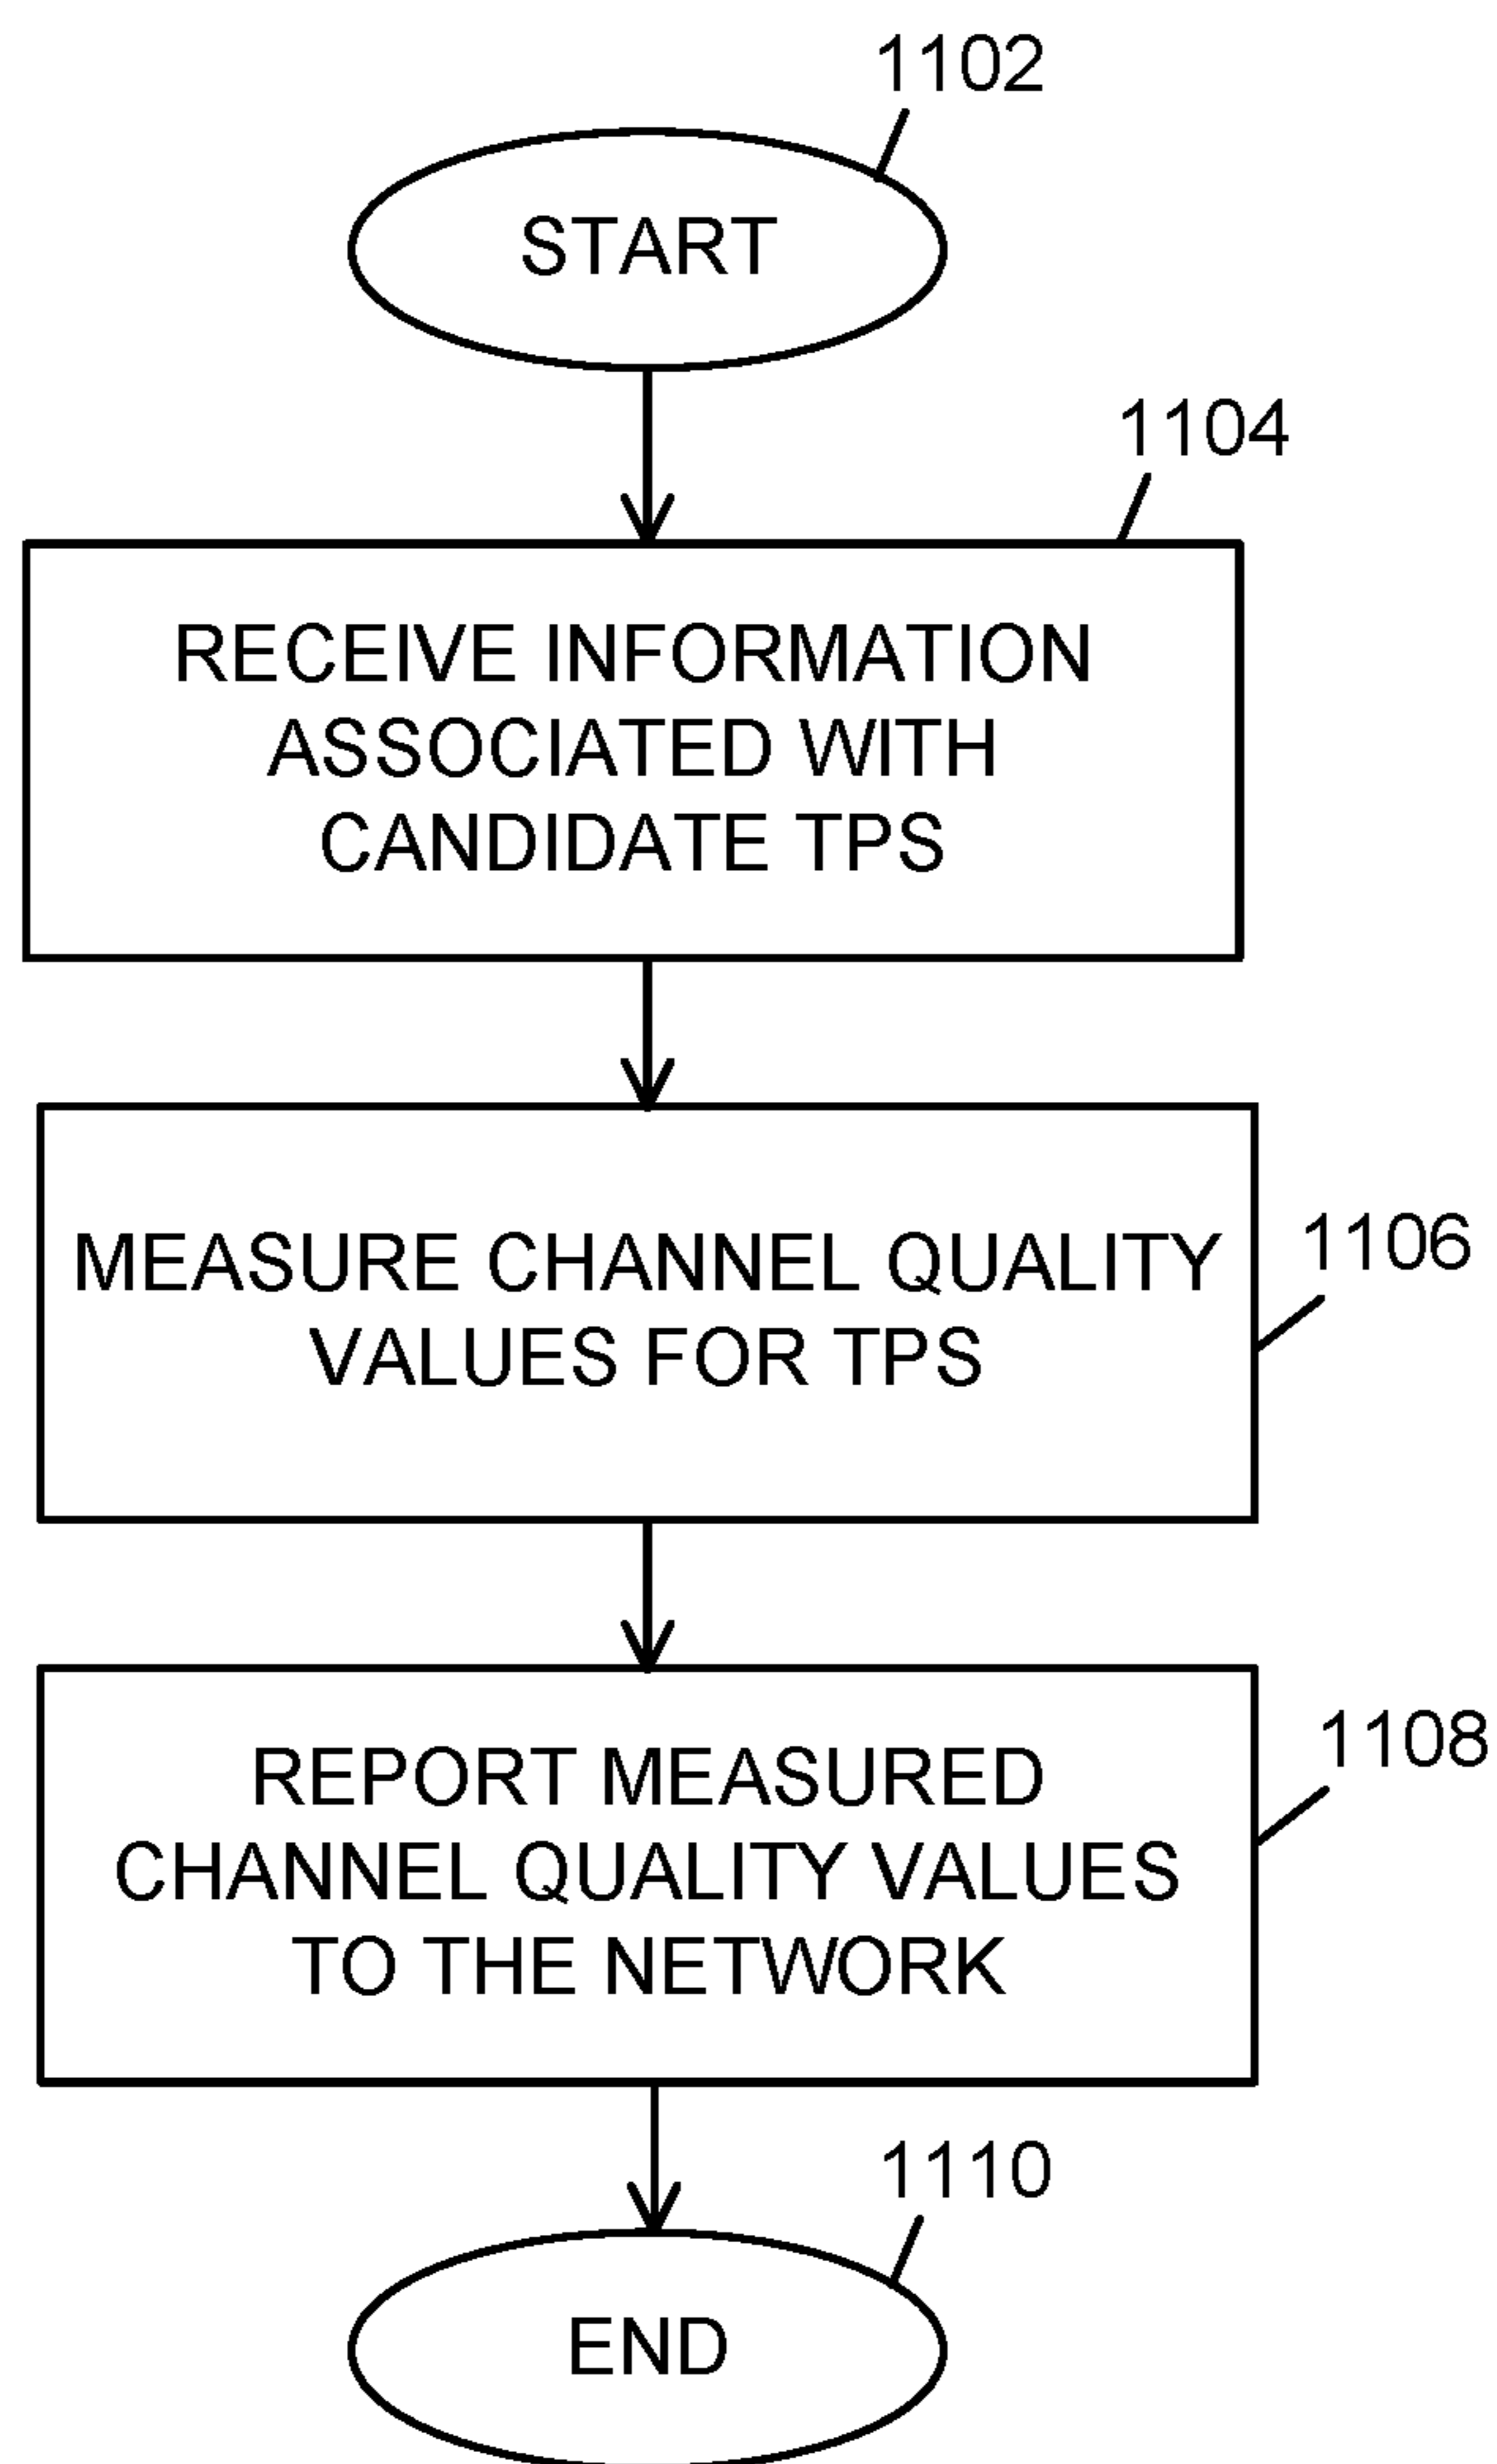 1102
START
1104
RECEIVE INFORMATION
ASSOCIATED WITH
CANDIDATE TPS
MEASURE CHANNEL QUALITY
VALUES FOR TPS
1106
REPORT MEASURED
CHANNEL QUALITY VALUES
TO THE NETWORK
1108
1110
END